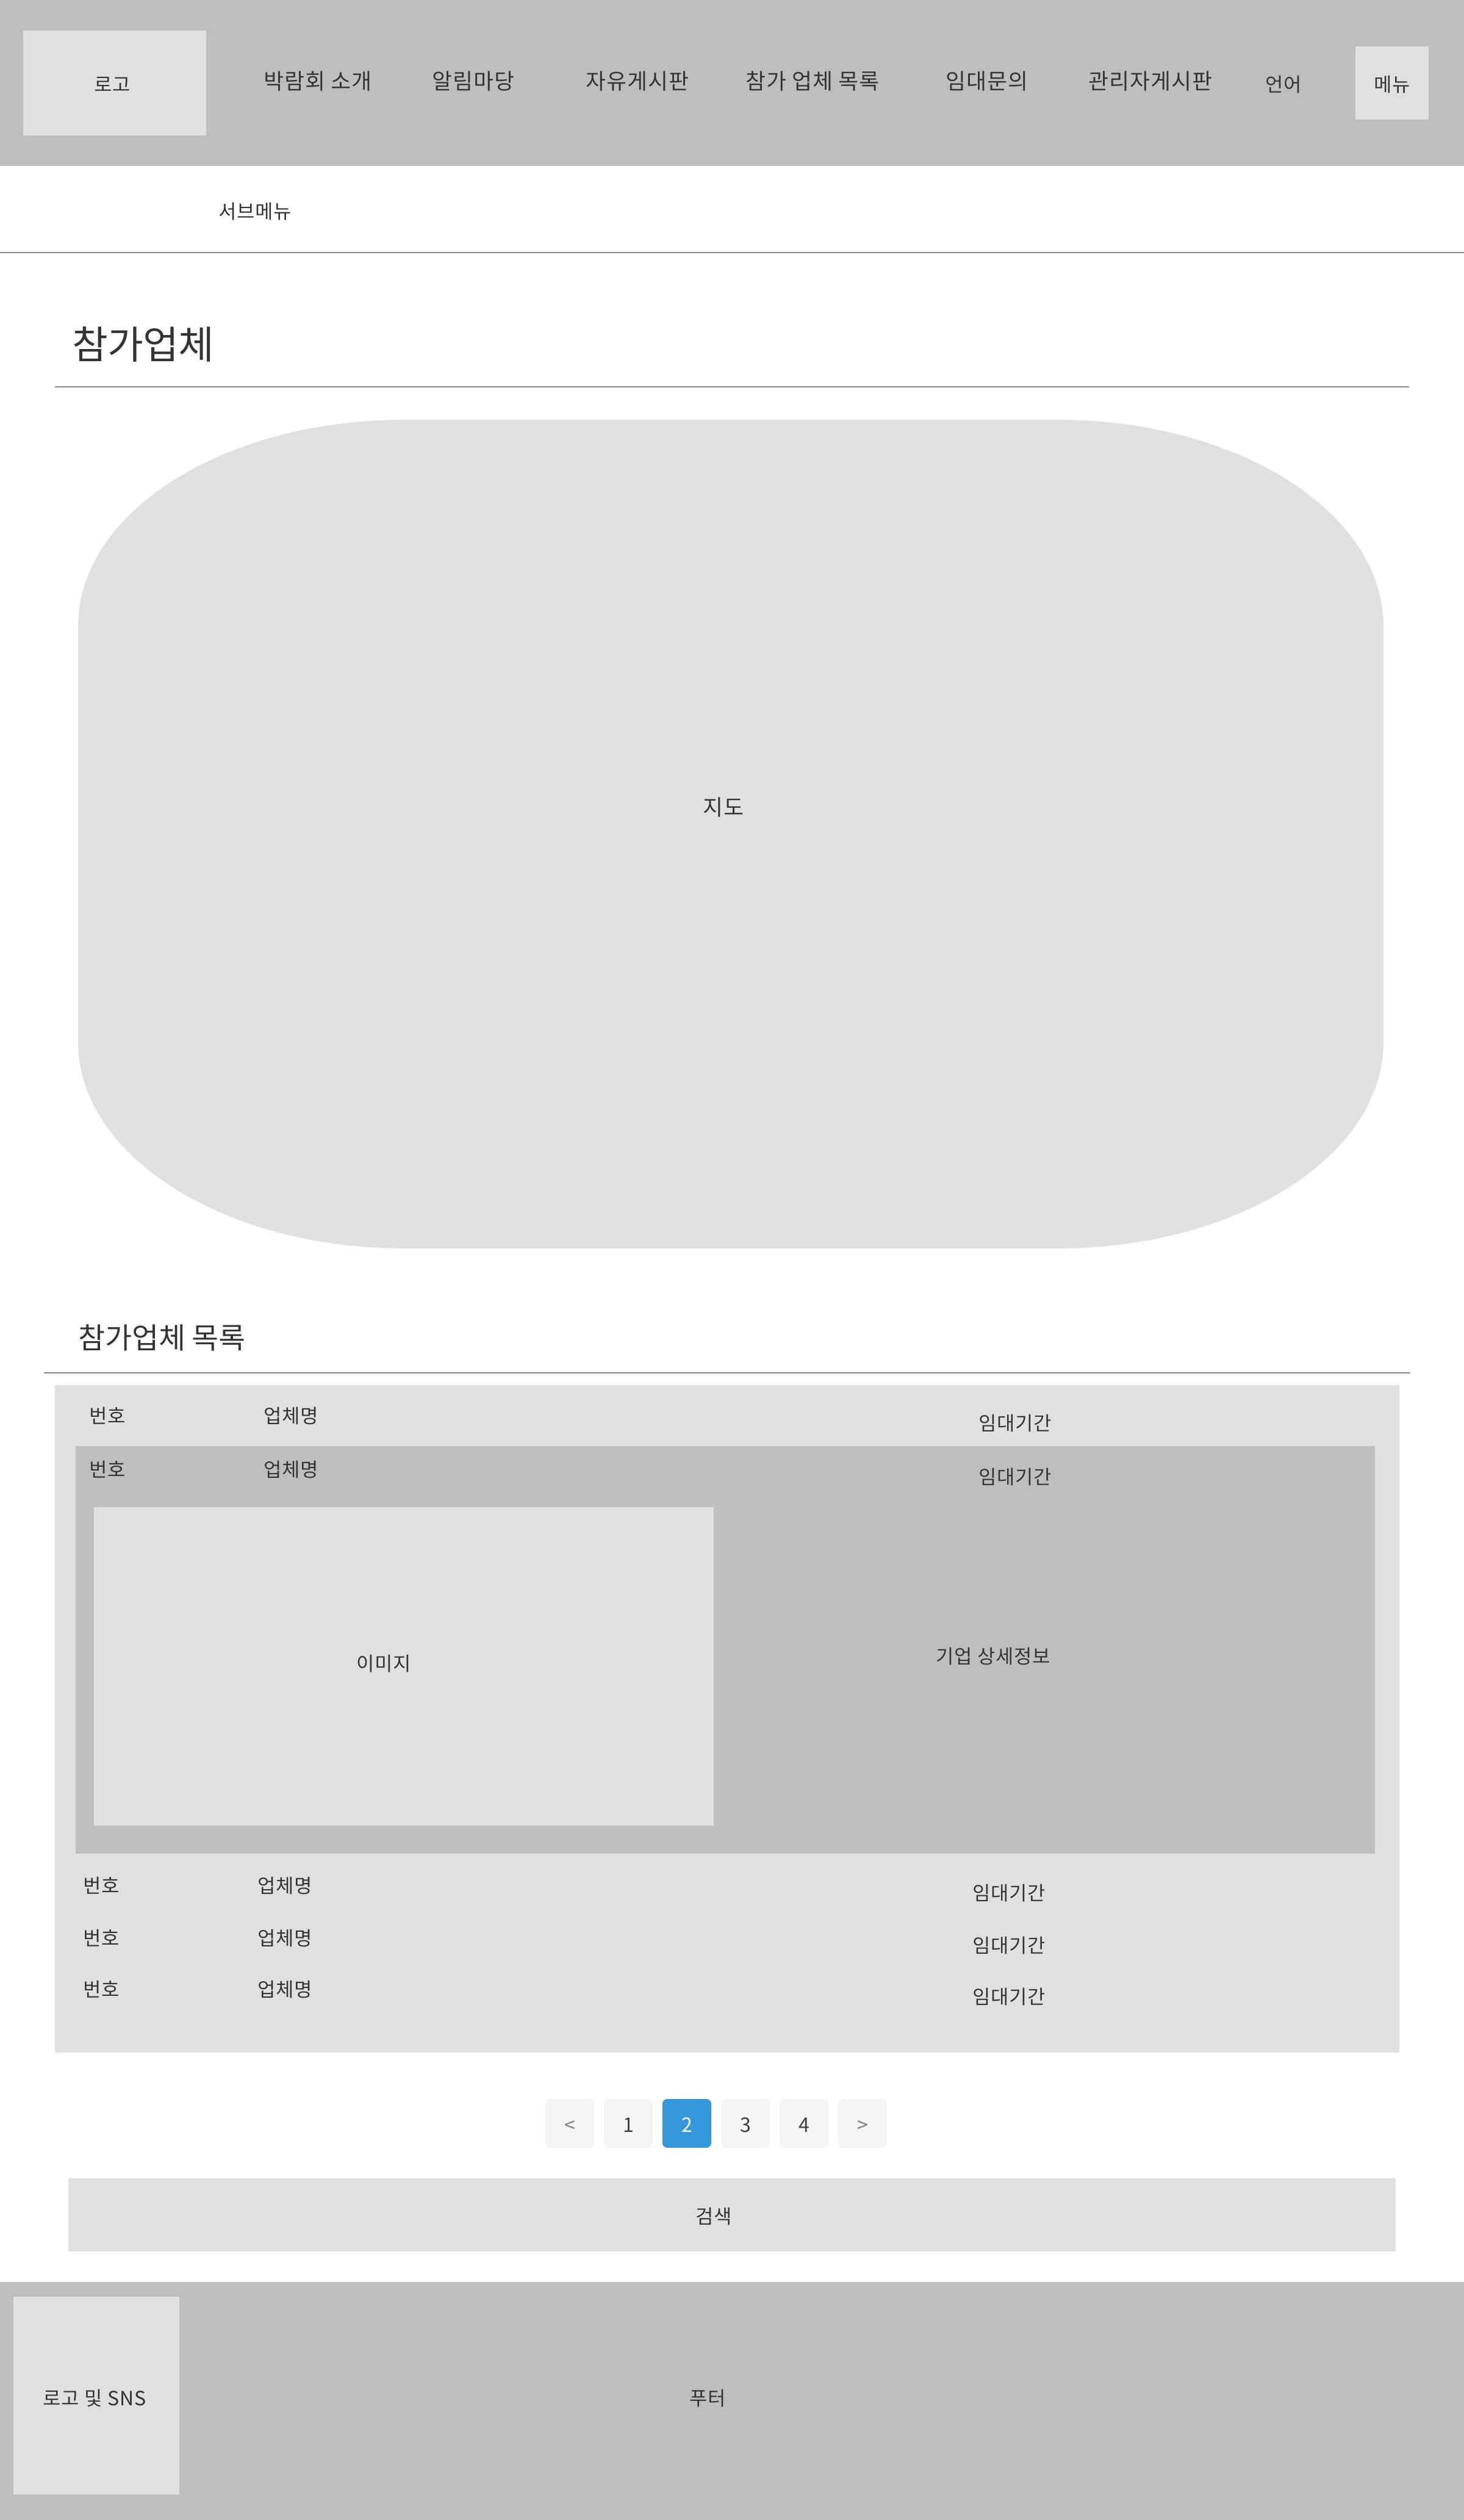 로고
박람회 소개
알림마당
자유게시판
참가 업체 목록
임대문의
관리자게시판
언어
메뉴
서브메뉴
참가업체
지도
참가업체 목록
번호 업체명 임대기간
번호 업체명 임대기간
이미지
기업 상세정보
번호 업체명 임대기간
번호 업체명 임대기간
번호 업체명 임대기간
< 1 2 3 4 >
검색
로고 및 SNS
푸터